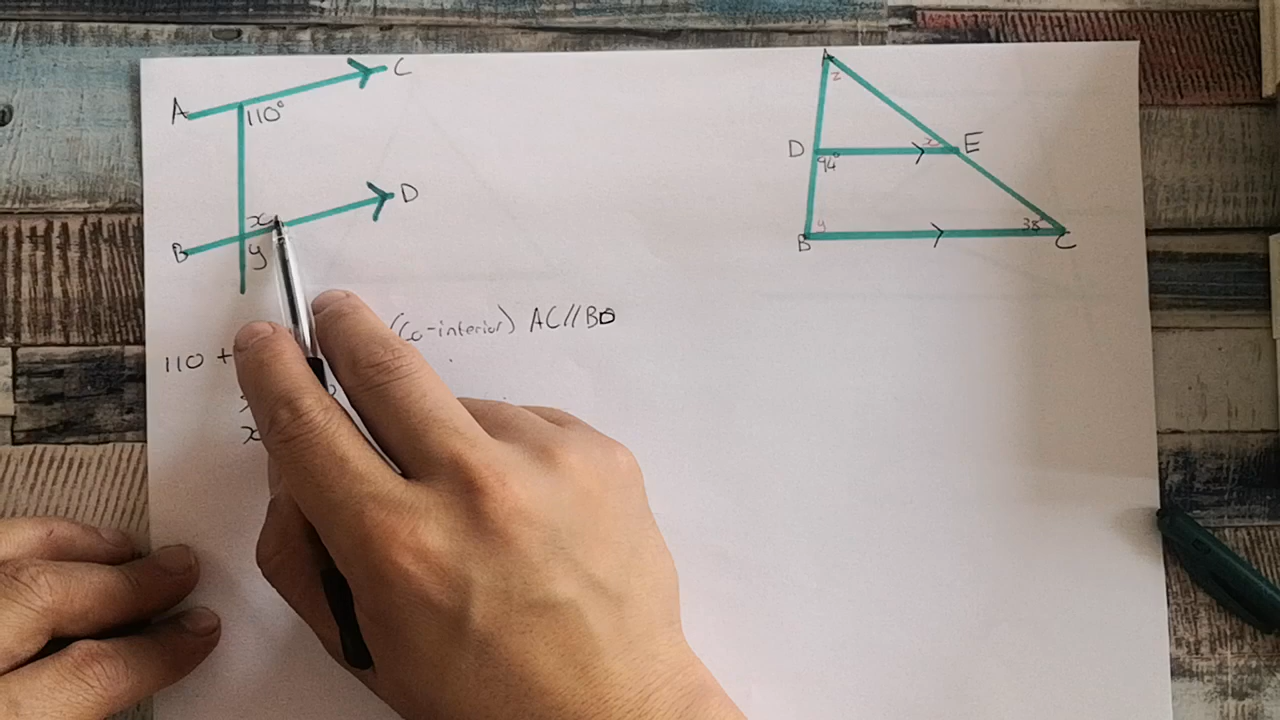 C
A 110°
x D
B y
(Co-interior) AC//BD
110 +
x
A
z
D x E
94°
y 38°
B C